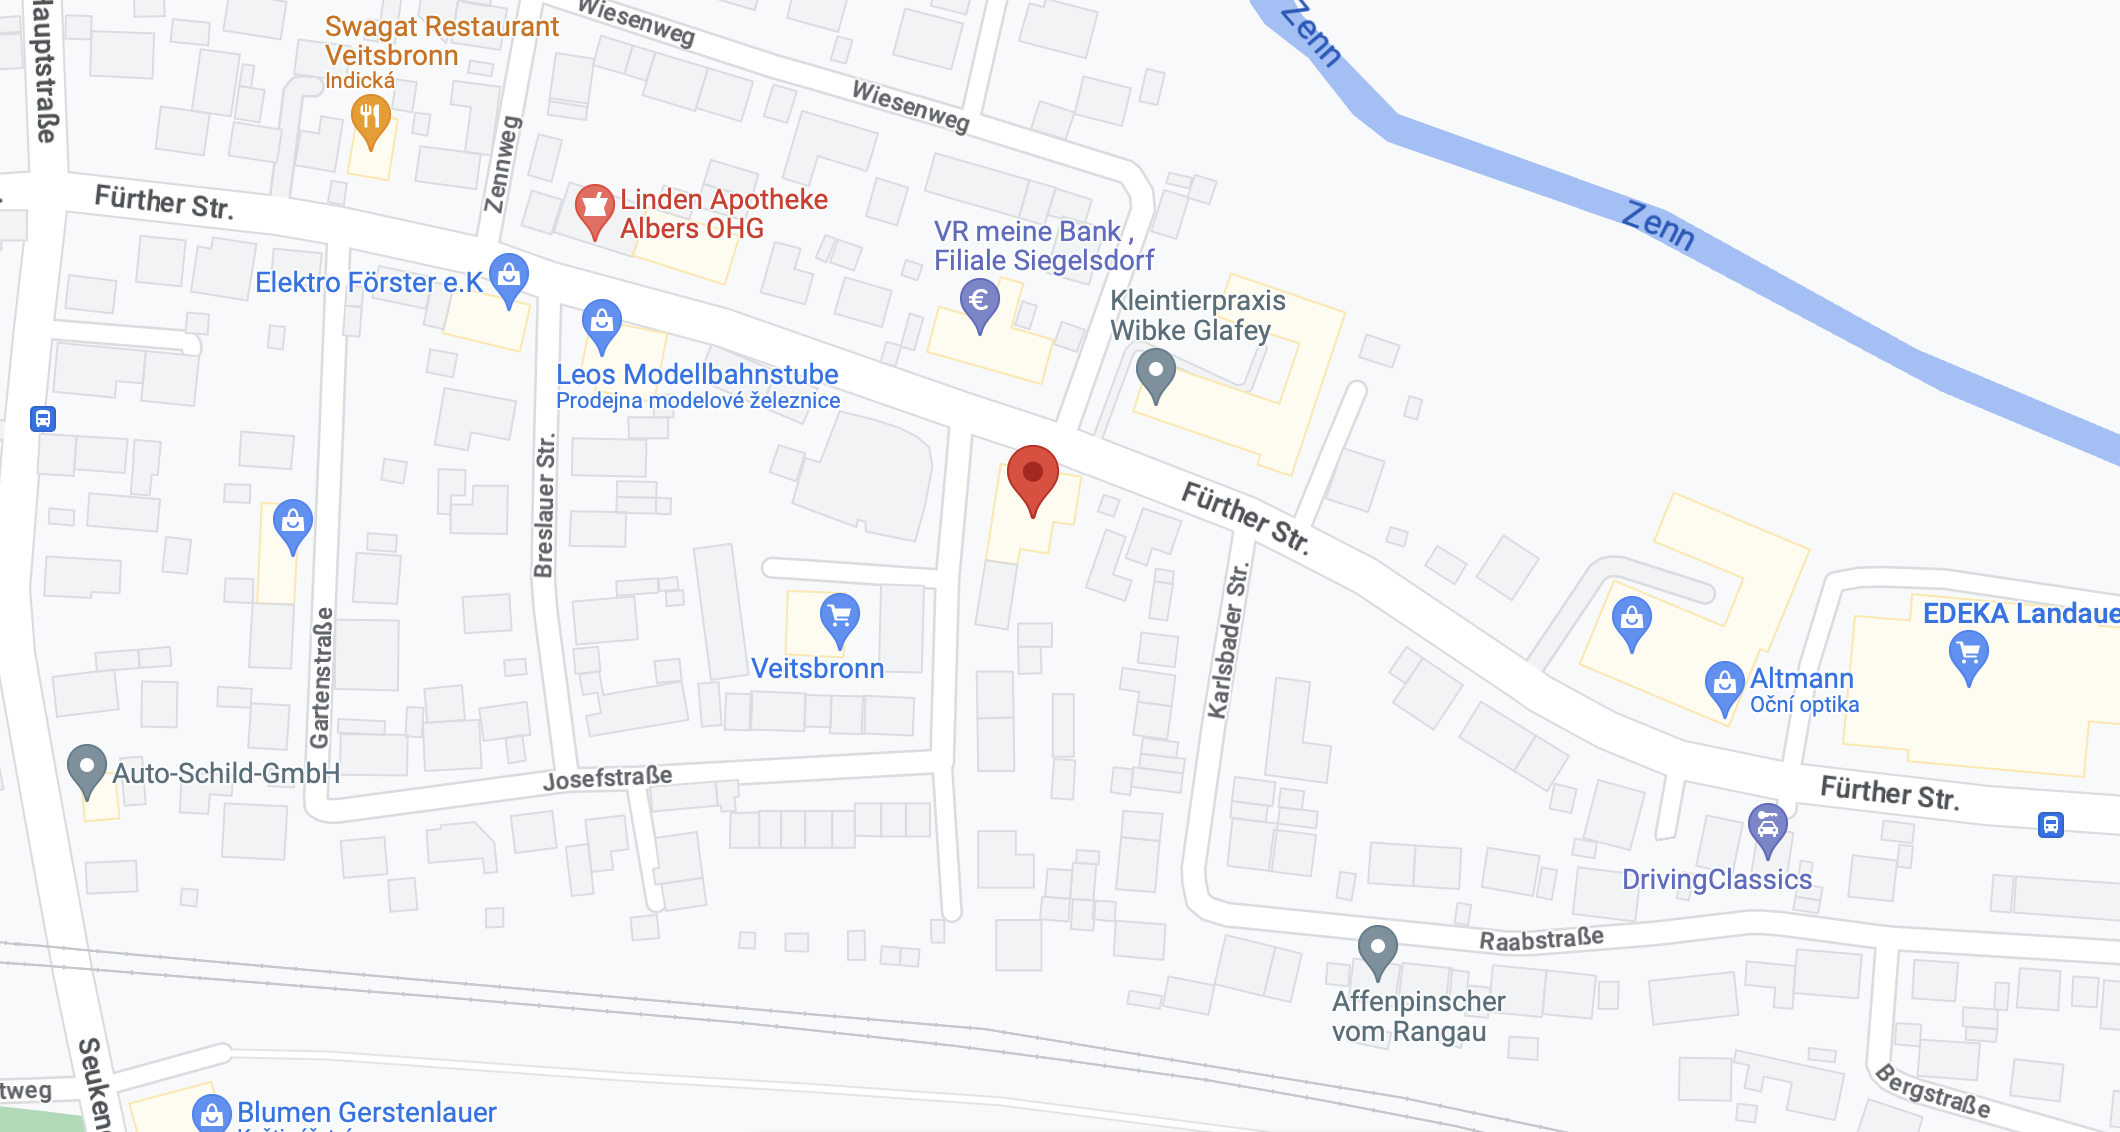 Hauptstraße
Swagat Restaurant
Veitsbronn
Indická
Wiesenweg
Wiesenweg
Zenn
Zenn
Zennweg
Fürther Str.
Linden Apotheke
Albers OHG
VR meine Bank ,
Filiale Siegelsdorf
Elektro Förster e.K
Kleintierpraxis
Wibke Glafey
Leos Modellbahnstube
Prodejna modelové železnice
Breslauer Str.
Fürther Str.
Karlsbader Str.
Gartenstraße
Veitsbronn
EDEKA Landaue
Altmann
Oční optika
Auto-Schild-GmbH
Josefstraße
Fürther Str.
DrivingClassics
Raabstraße
Affenpinscher
vom Rangau
Seuken
tweg
Bergstraße
Blumen Gerstenlauer